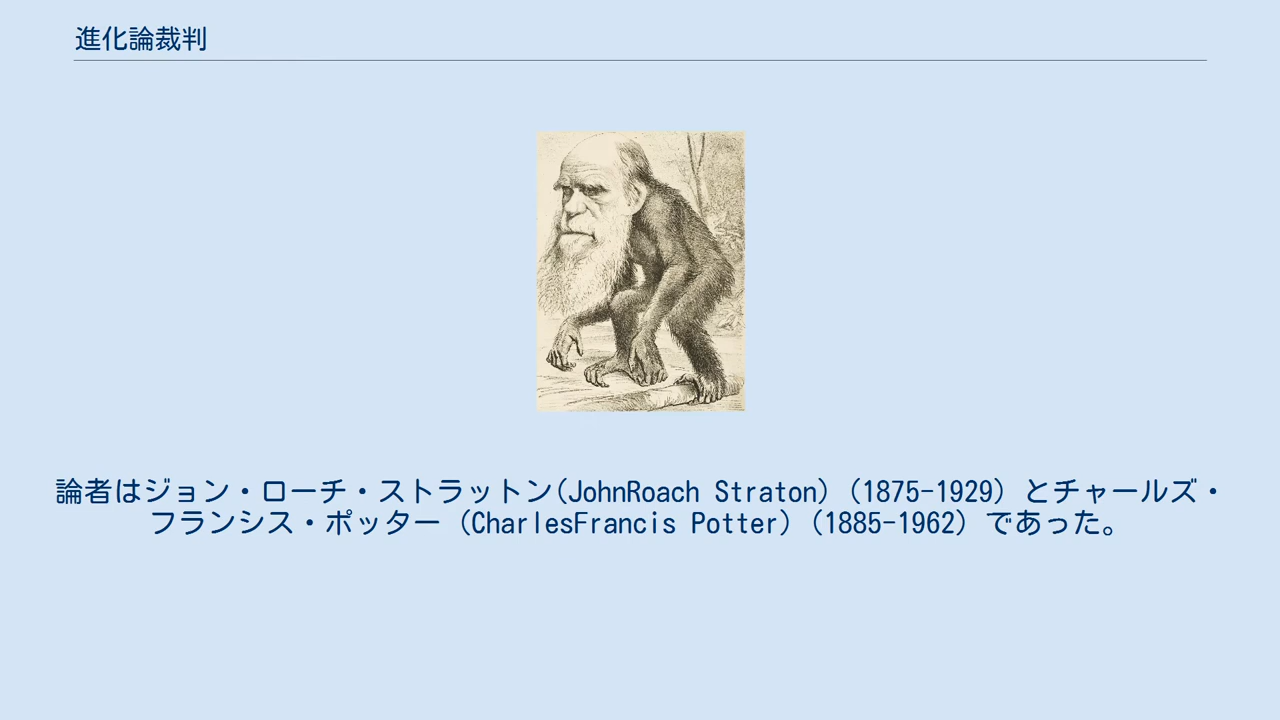 進化論裁判
論者はジョン・ローチ・ストラットン(JohnRoach Straton) (1875-1929) とチャールズ・
フランシス・ポッター (CharlesFrancis Potter) (1885-1962) であった。